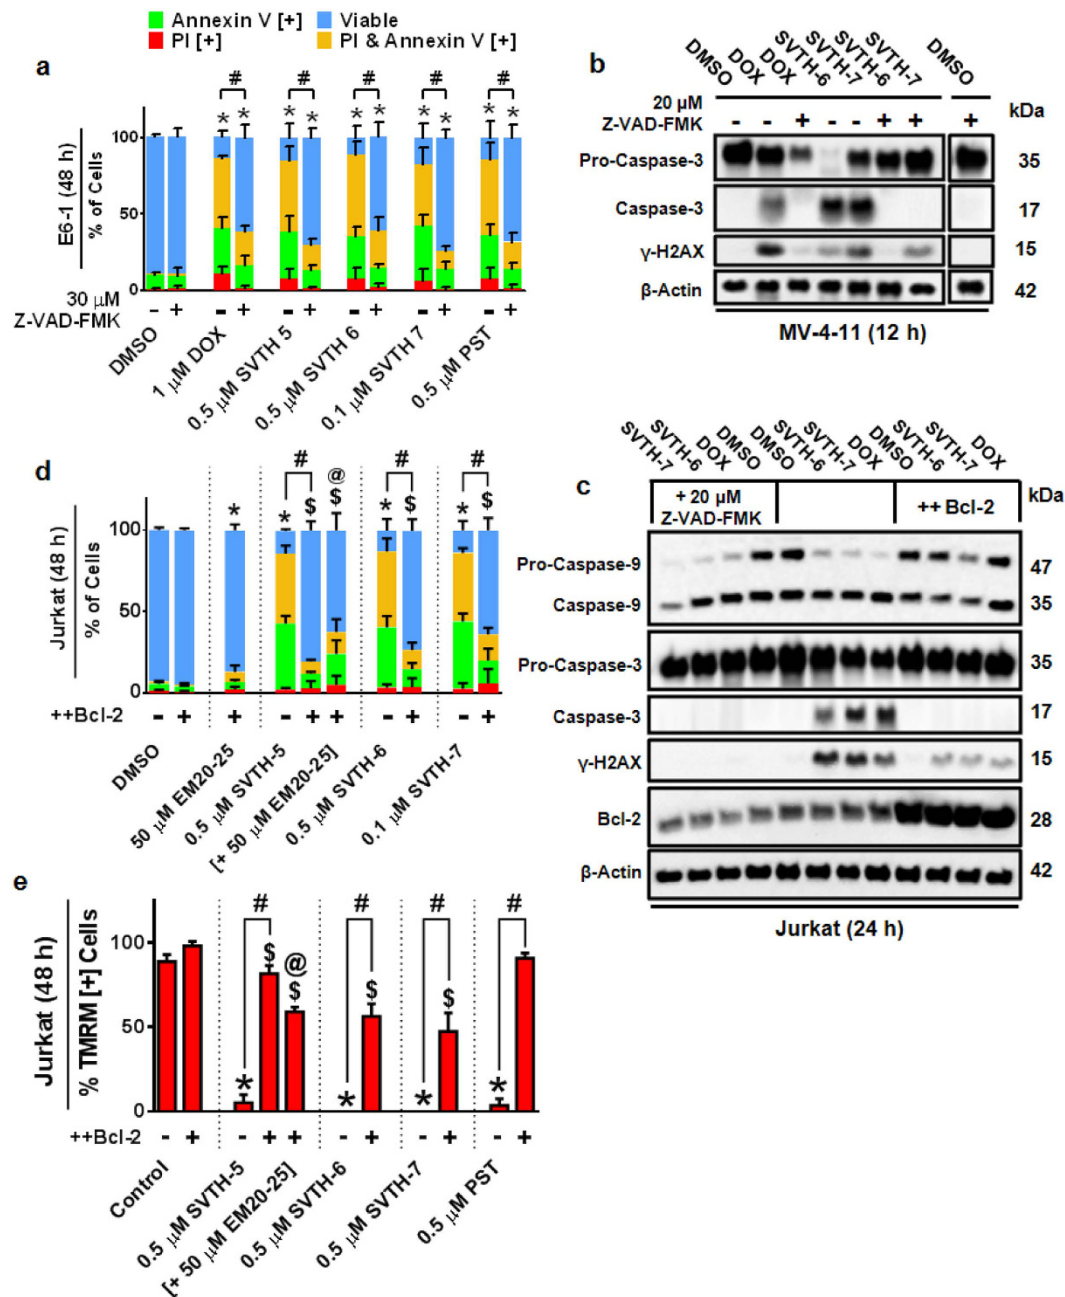 Annexin V [+]
Viable
PI [+]
PI & Annexin V [+]
a
# # # # #
* * * * * * * * * *
E6-1 (48 h)
% of Cells
100
50
0
30 µM
Z-VAD-FMK
- + - + - + - + - + - +
DMSO
1 µM DOX
0.5 µM SVTH 5
0.5 µM SVTH 6
0.1 µM SVTH 7
0.5 µM PST
b
DMSO
DOX
DOX
SVTH-6
SVTH-7
SVTH-6
SVTH-7
DMSO
20 µM
Z-VAD-FMK
- - + - - + + +
kDa
Pro-Caspase-3
35
Caspase-3
17
γ-H2AX
15
β-Actin
42
MV-4-11 (12 h)
d
# # #
* * $ $ @ * $ * $
Jurkat (48 h)
% of Cells
100
50
0
++Bcl-2
- + + - + + - + - +
DMSO
50 µM EM20-25
0.5 µM SVTH-5
[+ 50 µM EM20-25]
0.5 µM SVTH-6
0.1 µM SVTH-7
c
SVTH-7
SVTH-6
DOX
DMSO
DMSO
SVTH-6
SVTH-7
DOX
DMSO
SVTH-6
SVTH-7
DOX
+ 20 µM
Z-VAD-FMK
++ Bcl-2
kDa
Pro-Caspase-9
47
Caspase-9
35
Pro-Caspase-3
35
Caspase-3
17
γ-H2AX
15
Bcl-2
28
β-Actin
42
Jurkat (24 h)
e
# # # #
* $ $ @ * $ * $ *
Jurkat (48 h)
% TMRM [+] Cells
100
50
0
++Bcl-2
- + - + + - + - + - +
Control
0.5 µM SVTH-5
[+ 50 µM EM20-25]
0.5 µM SVTH-6
0.5 µM SVTH-7
0.5 µM PST